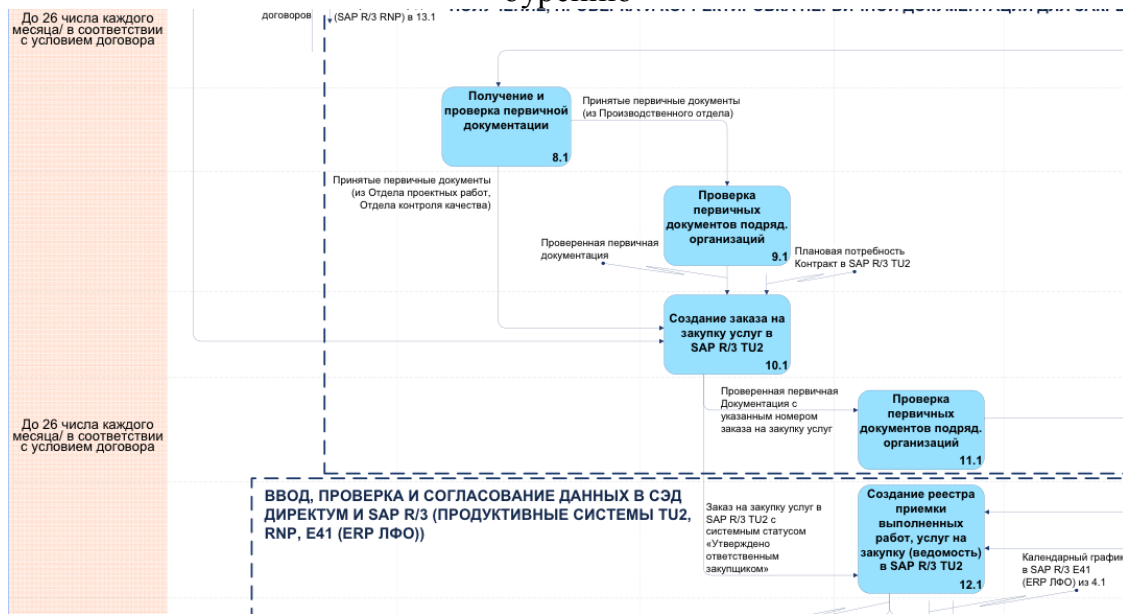 бурению
До 26 числа каждого
месяца/ в соответствии
с условием договора
договоров
(SAP R/3 RNP) в 13.1
Получение и
проверка первичной
документации
8.1
Принятые первичные документы
(из Производственного отдела)
Принятые первичные документы
(из Отдела проектных работ,
Отдела контроля качества)
Проверка
первичных
документов подряд.
организаций
9.1
Проверенная первичная
документация
Плановая потребность
Контракт в SAP R/3 TU2
Создание заказа на
закупку услуг в
SAP R/3 TU2
10.1
Проверенная первичная
Документация с
указанным номером
заказа на закупку услуг
Проверка
первичных
документов подряд.
организаций
11.1
До 26 числа каждого
месяца/ в соответствии
с условием договора
ВВОД, ПРОВЕРКА И СОГЛАСОВАНИЕ ДАННЫХ В СЭД
ДИРЕКТУМ И SAP R/3 (ПРОДУКТИВНЫЕ СИСТЕМЫ TU2,
RNP, E41 (ERP ЛФО))
Заказ на закупку услуг в
SAP R/3 TU2 с
системным статусом
«Утверждено
ответственным
закупщиком»
Создание реестра
приемки
выполненных
работ, услуг на
закупку (ведомость)
в SAP R/3 TU2
12.1
Календарный график
в SAP R/3 E41
(ERP ЛФО) из 4.1